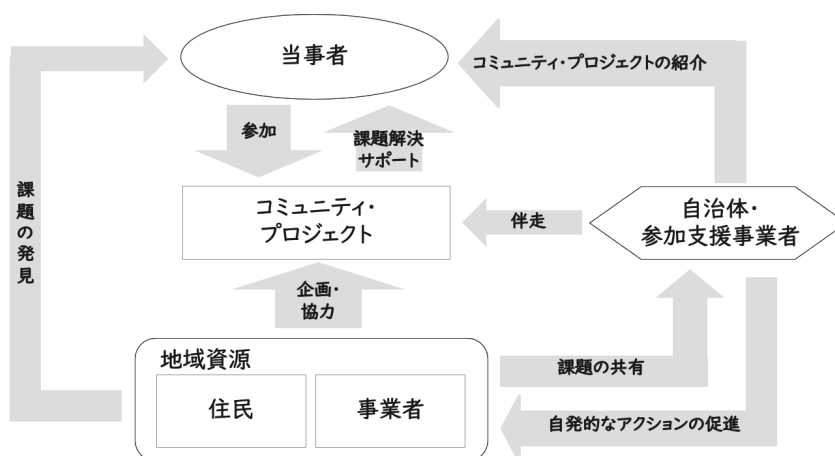 当事者
コミュニティ・プロジェクトの紹介
参加
課題解決
サポート
課題の発見
コミュニティ・
プロジェクト
伴走
自治体・
参加支援事業者
企画・
協力
地域資源
住民
事業者
課題の共有
自発的なアクションの促進